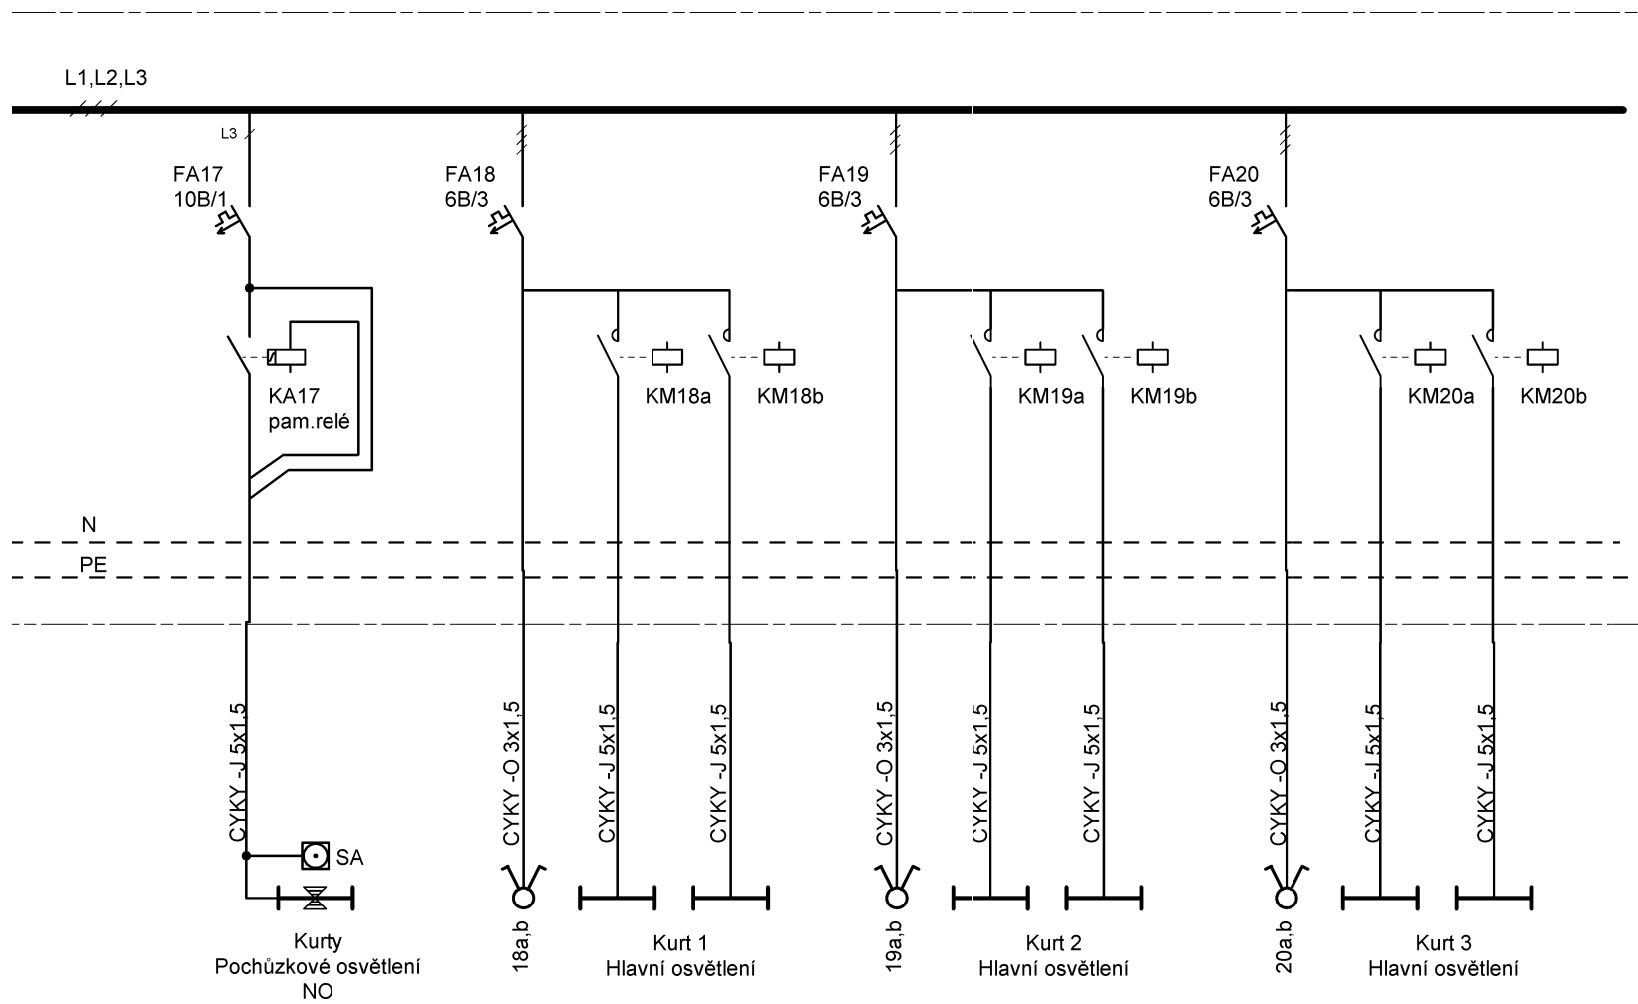 L1,L2,L3
L3
FA17
10B/1
FA18
6B/3
FA19
6B/3
FA20
6B/3
KA17
pam.relé
KM18a
KM18b
KM19a
KM19b
KM20a
KM20b
N
PE
CYKY -J 5x1,5
CYKY -O 3x1,5
CYKY -J 5x1,5
CYKY -J 5x1,5
CYKY -O 3x1,5
CYKY -J 5x1,5
CYKY -J 5x1,5
CYKY -O 3x1,5
CYKY -J 5x1,5
CYKY -J 5x1,5
SA
Kurty
Pochůzkové osvětlení
NO
18a,b
Kurt 1
Hlavní osvětlení
19a,b
Kurt 2
Hlavní osvětlení
20a,b
Kurt 3
Hlavní osvětlení